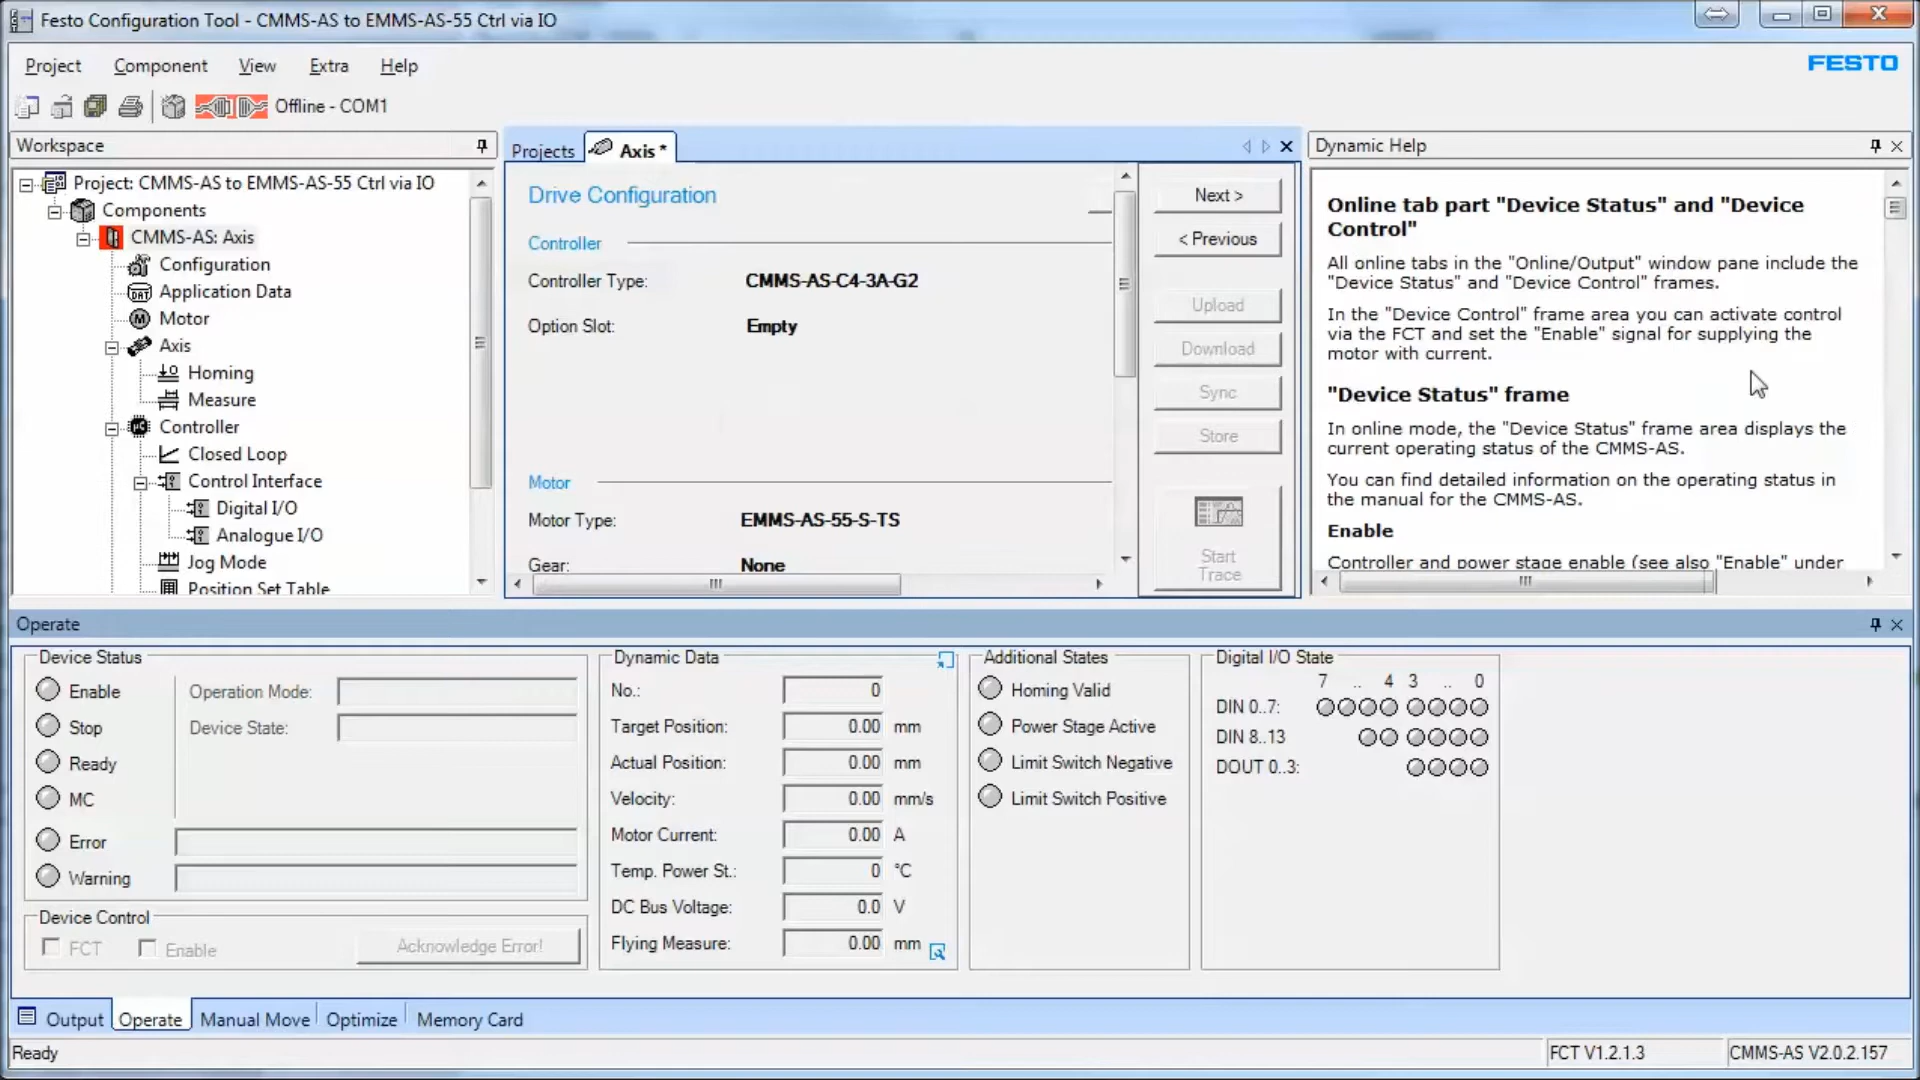 Festo Configuration Tool - CMMS-AS to EMMS-AS-55 Ctrl via IO
Project Component View Extra Help
FESTO
Offline - COM1
Workspace
Project: CMMS-AS to EMMS-AS-55 Ctrl via IO
Components
CMMS-AS: Axis
Configuration
Application Data
Motor
Axis
Homing
Measure
Controller
Closed Loop
Control Interface
Digital I/O
Analogue I/O
Jog Mode
Position Set Table
Projects Axis *
Drive Configuration
Controller
Controller Type: CMMS-AS-C4-3A-G2
Option Slot: Empty
Motor
Motor Type: EMMS-AS-55-S-TS
Gear: None
Next >
< Previous
Upload
Download
Sync
Store
Start
Trace
Dynamic Help
Online tab part "Device Status" and "Device
Control"
All online tabs in the "Online/Output" window pane include the
"Device Status" and "Device Control" frames.
In the "Device Control" frame area you can activate control
via the FCT and set the "Enable" signal for supplying the
motor with current.
"Device Status" frame
In online mode, the "Device Status" frame area displays the
current operating status of the CMMS-AS.
You can find detailed information on the operating status in
the manual for the CMMS-AS.
Enable
Controller and power stage enable (see also "Enable" under
Operate
Device Status
Enable
Stop
Ready
MC
Error
Warning
Operation Mode:
Device State:
Device Control
FCT Enable Acknowledge Error!
Dynamic Data
No.: 0
Target Position: 0.00 mm
Actual Position: 0.00 mm
Velocity: 0.00 mm/s
Motor Current: 0.00 A
Temp. Power St.: 0 °C
DC Bus Voltage: 0.0 V
Flying Measure: 0.00 mm
Additional States
Homing Valid
Power Stage Active
Limit Switch Negative
Limit Switch Positive
Digital I/O State
7 .. 4 3 .. 0
DIN 0..7:
DIN 8..13
DOUT 0..3:
Output Operate Manual Move Optimize Memory Card
Ready
FCT V1.2.1.3
CMMS-AS V2.0.2.157